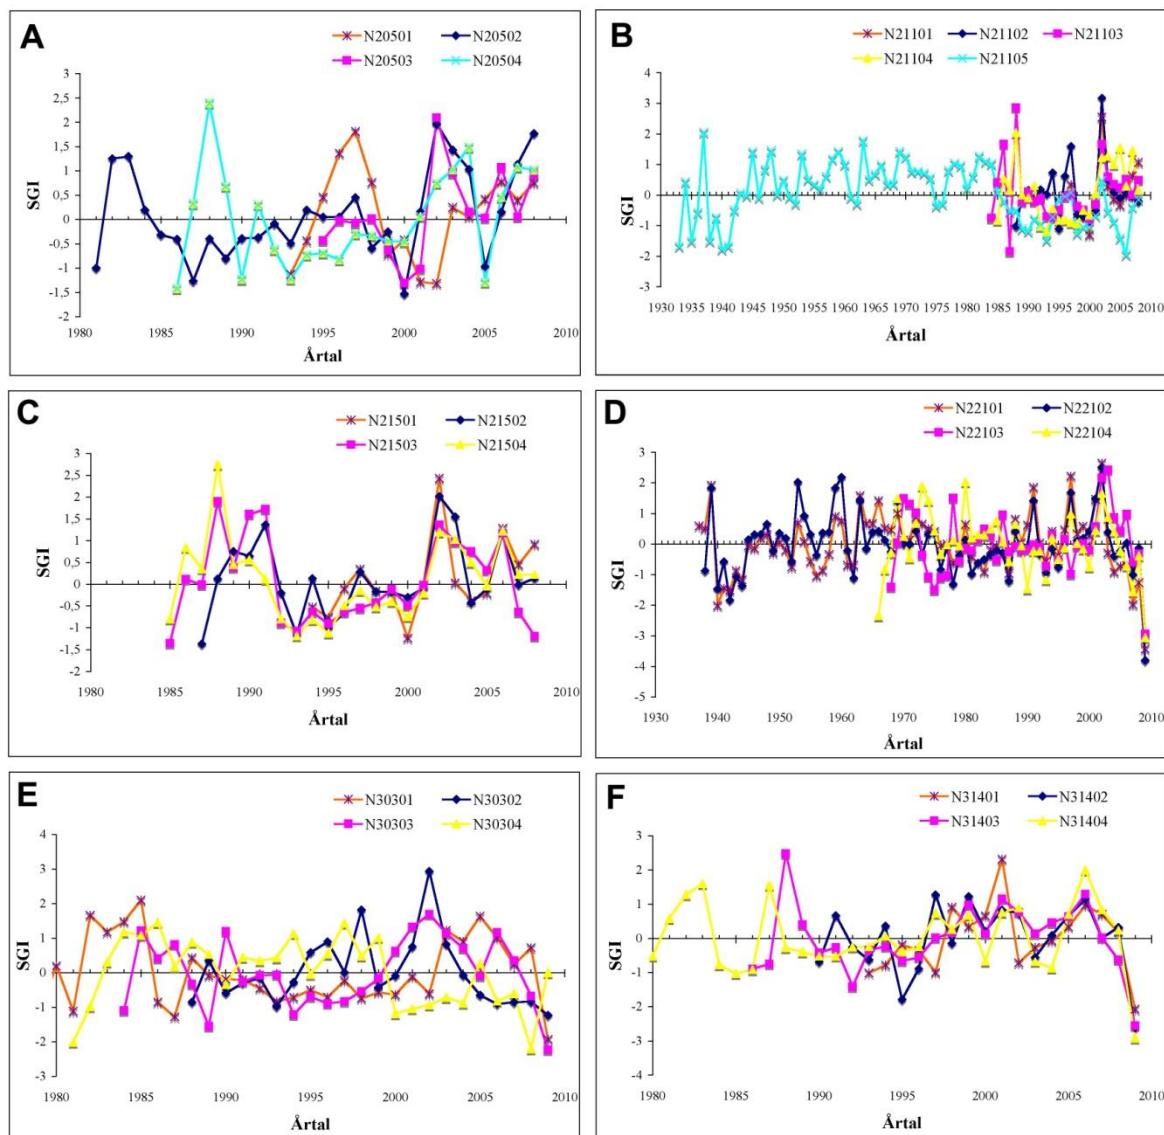 A
N20501 N20502
N20503 N20504
SGI
3
2,5
2
1,5
1
0,5
0
-0,5
-1
-1,5
-2
1980 1985 1990 1995 2000 2005 2010
Årtal
B
N21101 N21102 N21103
N21104 N21105
SGI
4
3
2
1
0
-1
-2
-3
-4
1930 1935 1940 1945 1950 1955 1960 1965 1970 1975 1980 1985 1990 1995 2000 2005 2010
Årtal
C
N21501 N21502
N21503 N21504
SGI
3
2,5
2
1,5
1
0,5
0
-0,5
-1
-1,5
-2
1980 1985 1990 1995 2000 2005 2010
Årtal
D
N22101 N22102
N22103 N22104
SGI
4
3
2
1
0
-1
-2
-3
-4
-5
1930 1940 1950 1960 1970 1980 1990 2000 2010
Årtal
E
N30301 N30302
N30303 N30304
SGI
4
3
2
1
0
-1
-2
-3
1980 1985 1990 1995 2000 2005 2010
Årtal
F
N31401 N31402
N31403 N31404
SGI
3
2
1
0
-1
-2
-3
-4
1980 1985 1990 1995 2000 2005 2010
Årtal